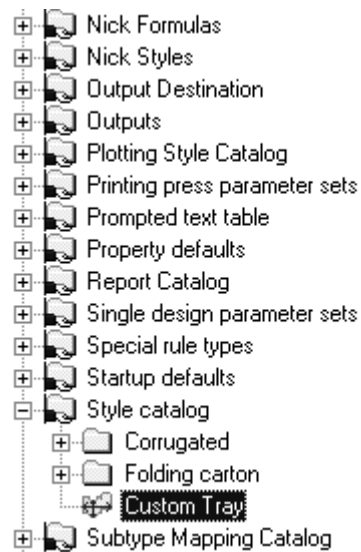 Nick Formulas
Nick Styles
Output Destination
Outputs
Plotting Style Catalog
Printing press parameter sets
Prompted text table
Property defaults
Report Catalog
Single design parameter sets
Special rule types
Startup defaults
Style catalog
Corrugated
Folding carton
Custom Tray
Subtype Mapping Catalog